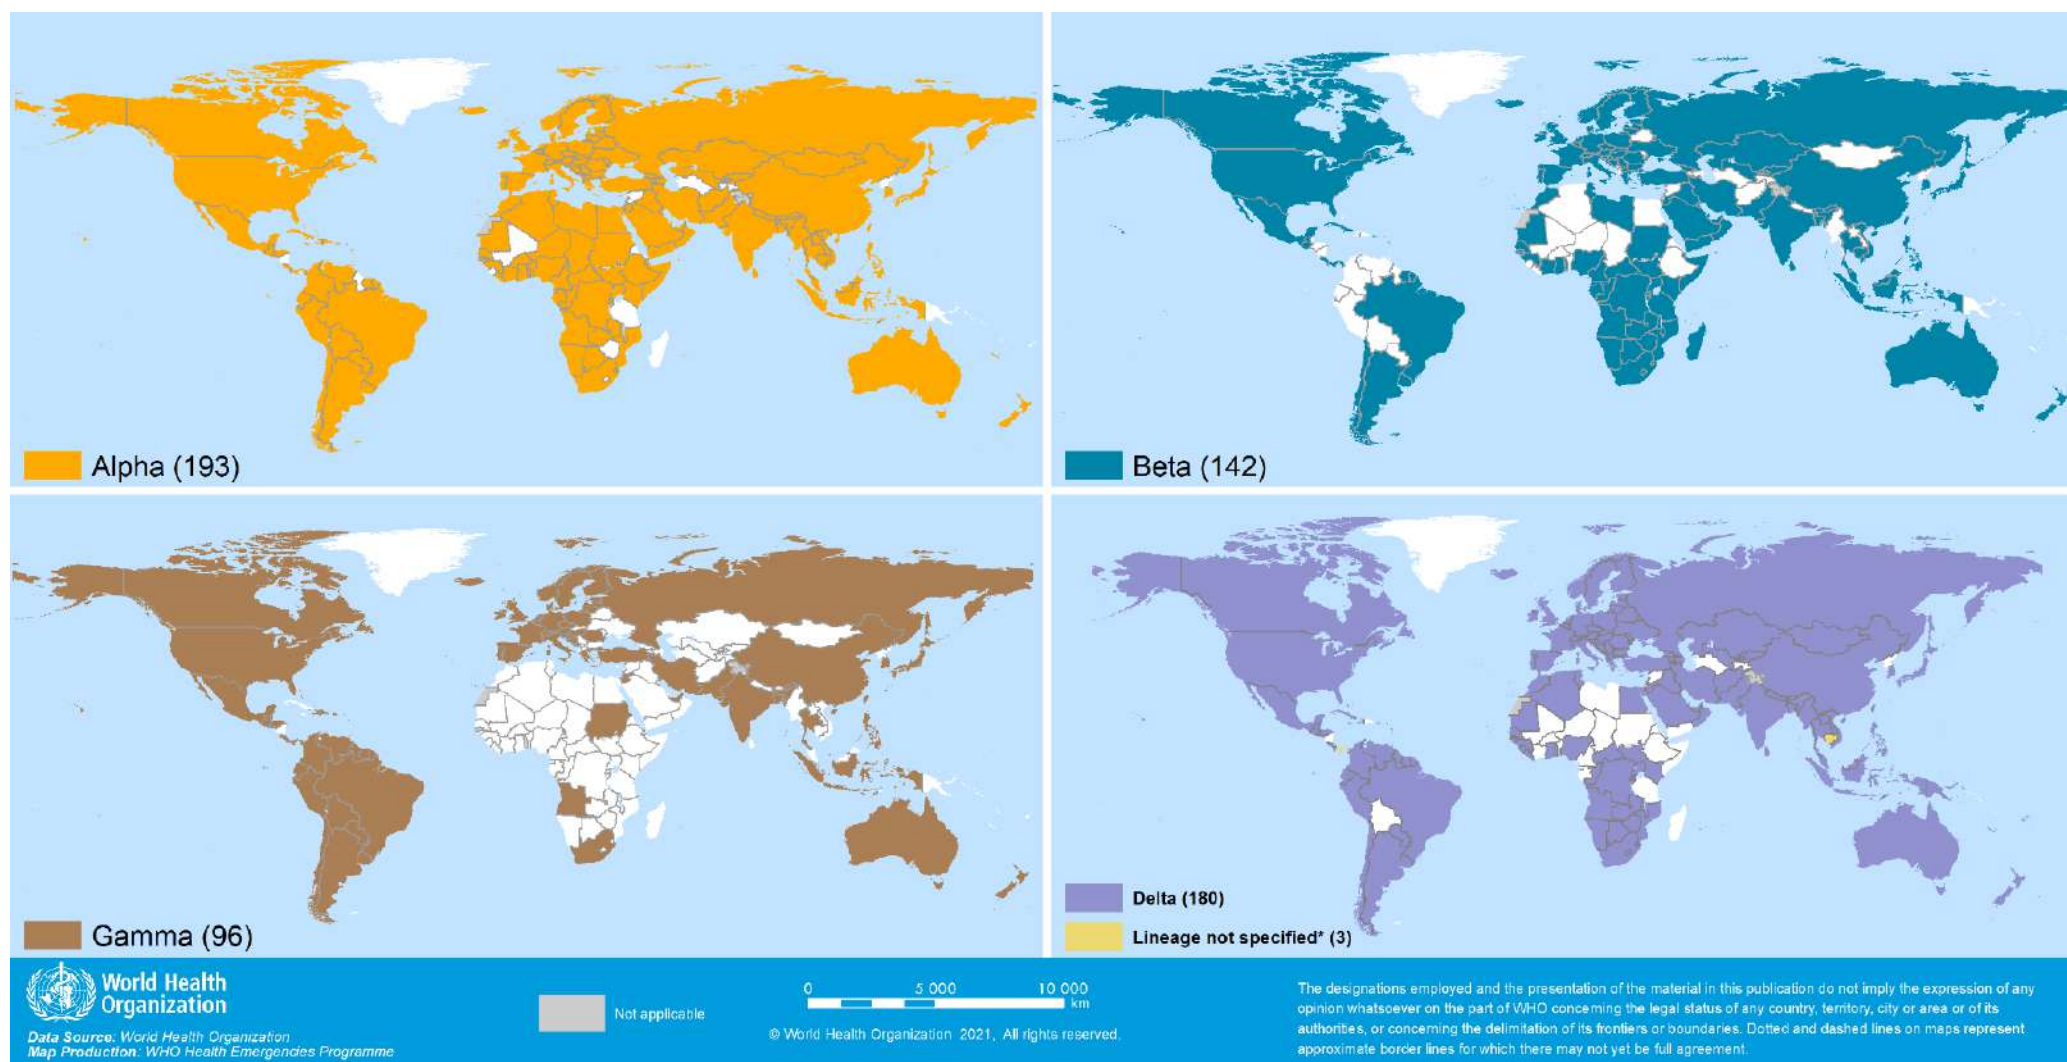 Alpha (193)
Beta (142)
Gamma (96)
Delta (180)
Lineage not specified* (3)
World Health
Organization
Data Source: World Health Organization
Map Production: WHO Health Emergencies Programme
Not applicable
0 5 000 10 000
km
© World Health Organization 2021, All rights reserved.
The designations employed and the presentation of the material in this publication do not imply the expression of any
opinion whatsoever on the part of WHO concerning the legal status of any country, territory, city or area or of its
authorities, or concerning the delimitation of its frontiers or boundaries. Dotted and dashed lines on maps represent
approximate border lines for which there may not yet be full agreement.